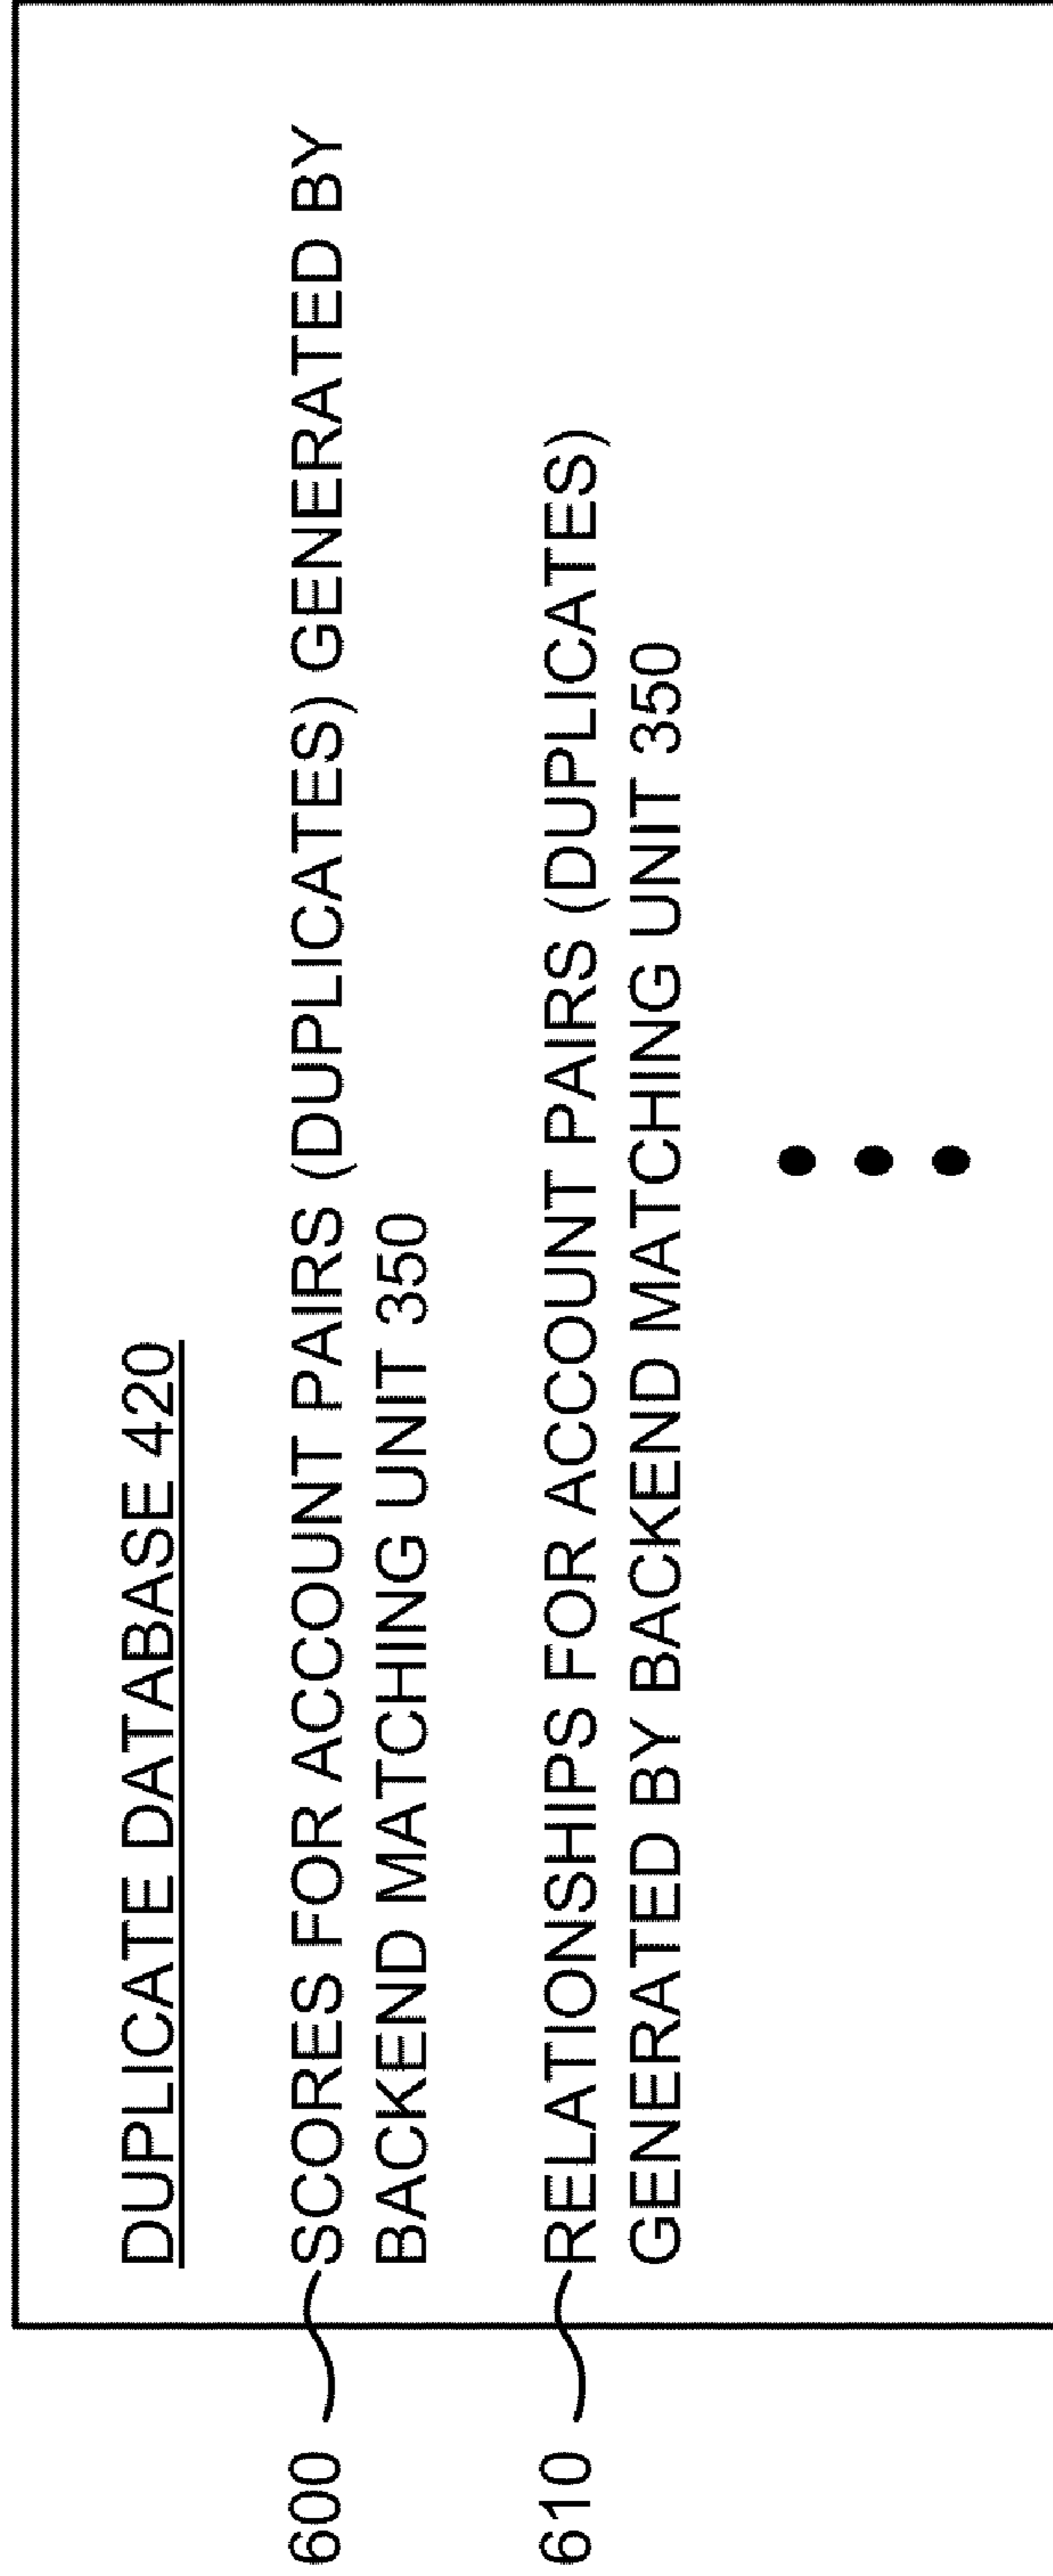 DUPLICATE DATABASE 420
600
SCORES FOR ACCOUNT PAIRS (DUPLICATES) GENERATED BY
BACKEND MATCHING UNIT 350
610
RELATIONSHIPS FOR ACCOUNT PAIRS (DUPLICATES)
GENERATED BY BACKEND MATCHING UNIT 350